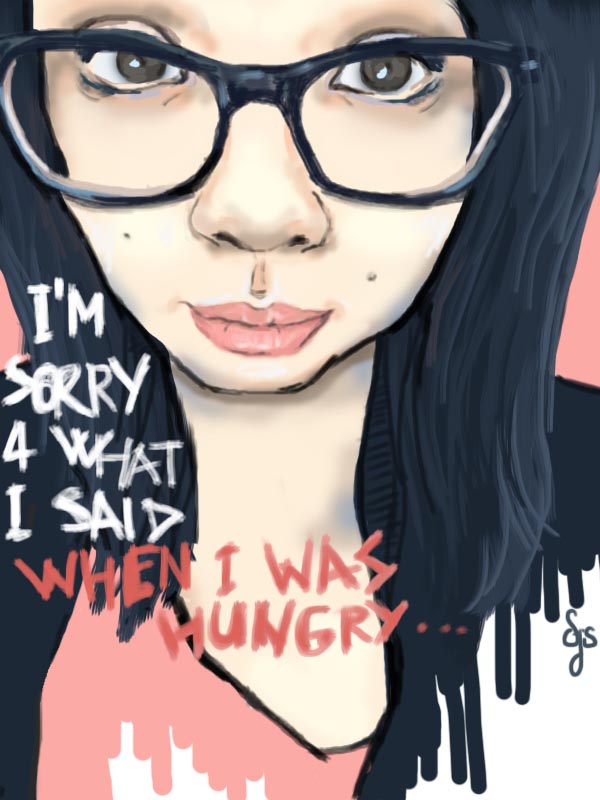 I'M
SORRY
4 WHAT
I SAID
WHEN I WAS
HUNGRY...